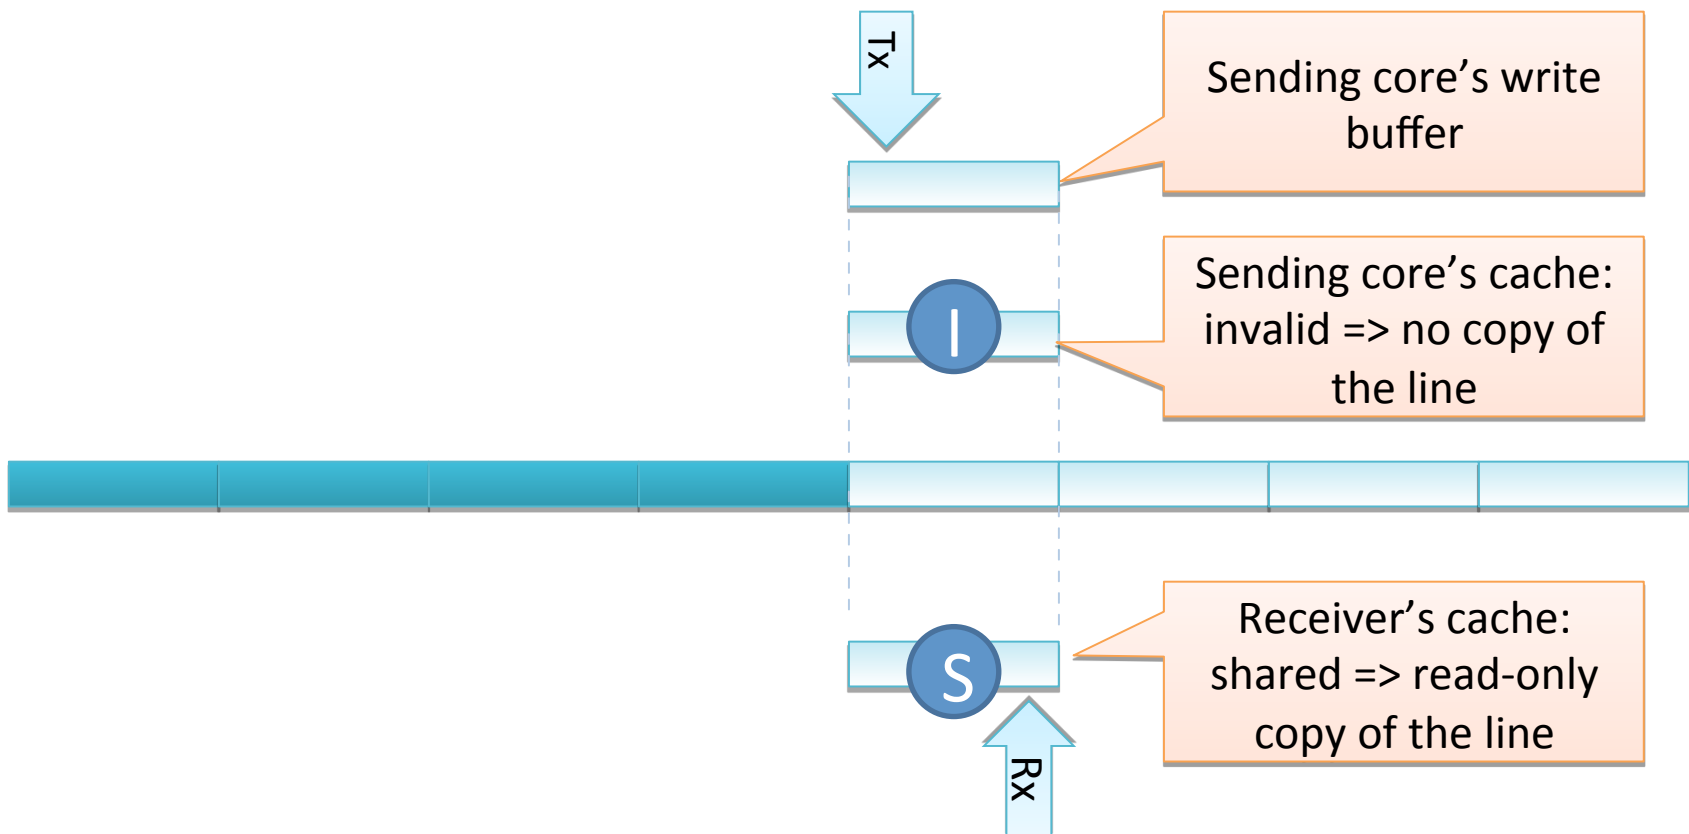 Tx
Sending core’s write
buffer
I
Sending core’s cache:
invalid => no copy of
the line
S
Receiver’s cache:
shared => read-only
copy of the line
Rx